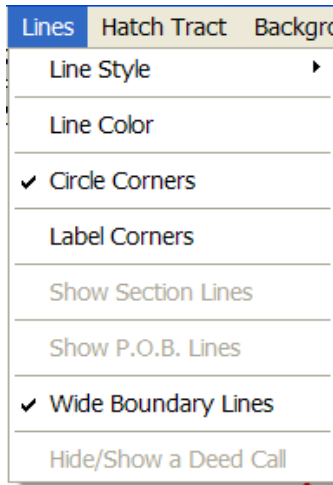 Lines Hatch Tract Backgro
Line Style
Line Color
Circle Corners
Label Corners
Show Section Lines
Show P.O.B. Lines
Wide Boundary Lines
Hide/Show a Deed Call